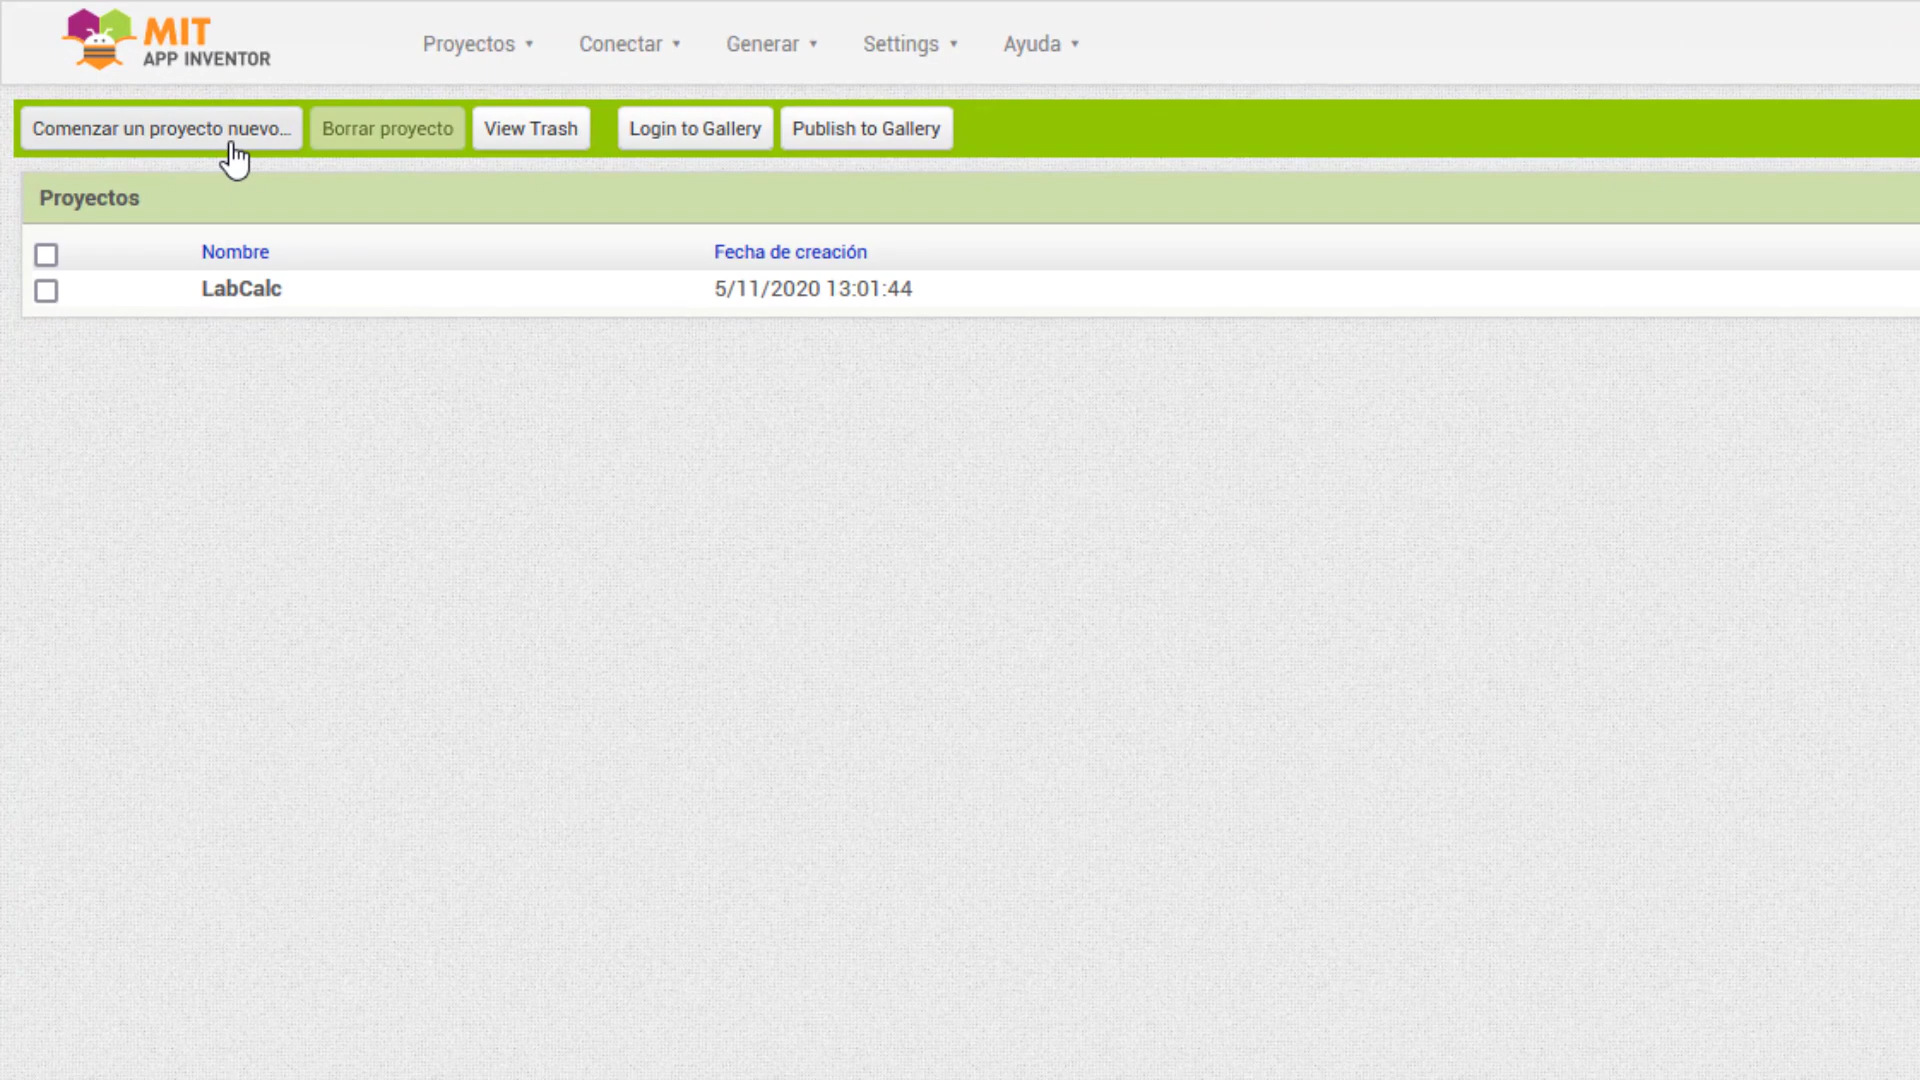 MIT
APP INVENTOR
Proyectos ▾ Conectar ▾ Generar ▾ Settings ▾ Ayuda ▾
Comenzar un proyecto nuevo... Borrar proyecto View Trash Login to Gallery Publish to Gallery
Proyectos
Nombre Fecha de creación
LabCalc 5/11/2020 13:01:44